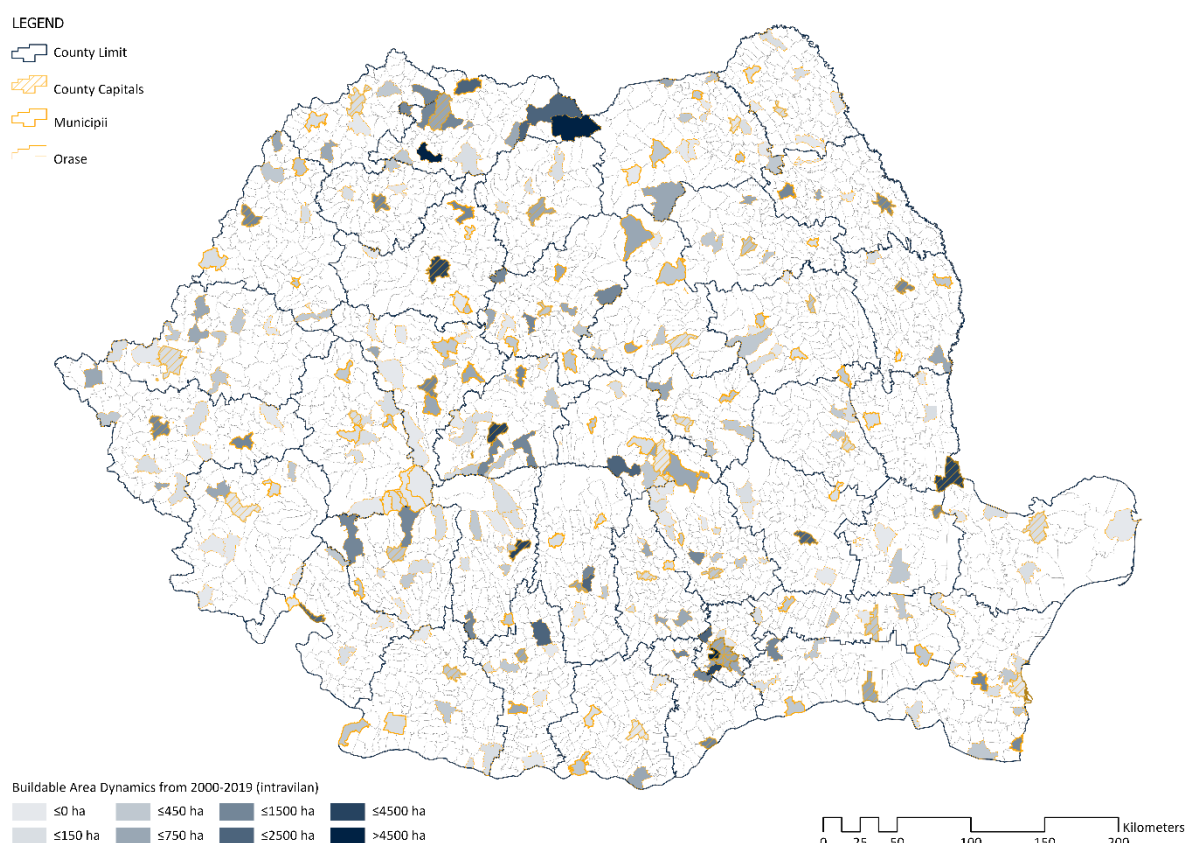 LEGEND
County Limit
County Capitals
Municipii
Orase
Buildable Area Dynamics from 2000-2019 (intravilan)
≤0 ha ≤450 ha ≤1500 ha ≤4500 ha
≤150 ha ≤750 ha ≤2500 ha >4500 ha
Kilometers
0 25 50 100 150 200